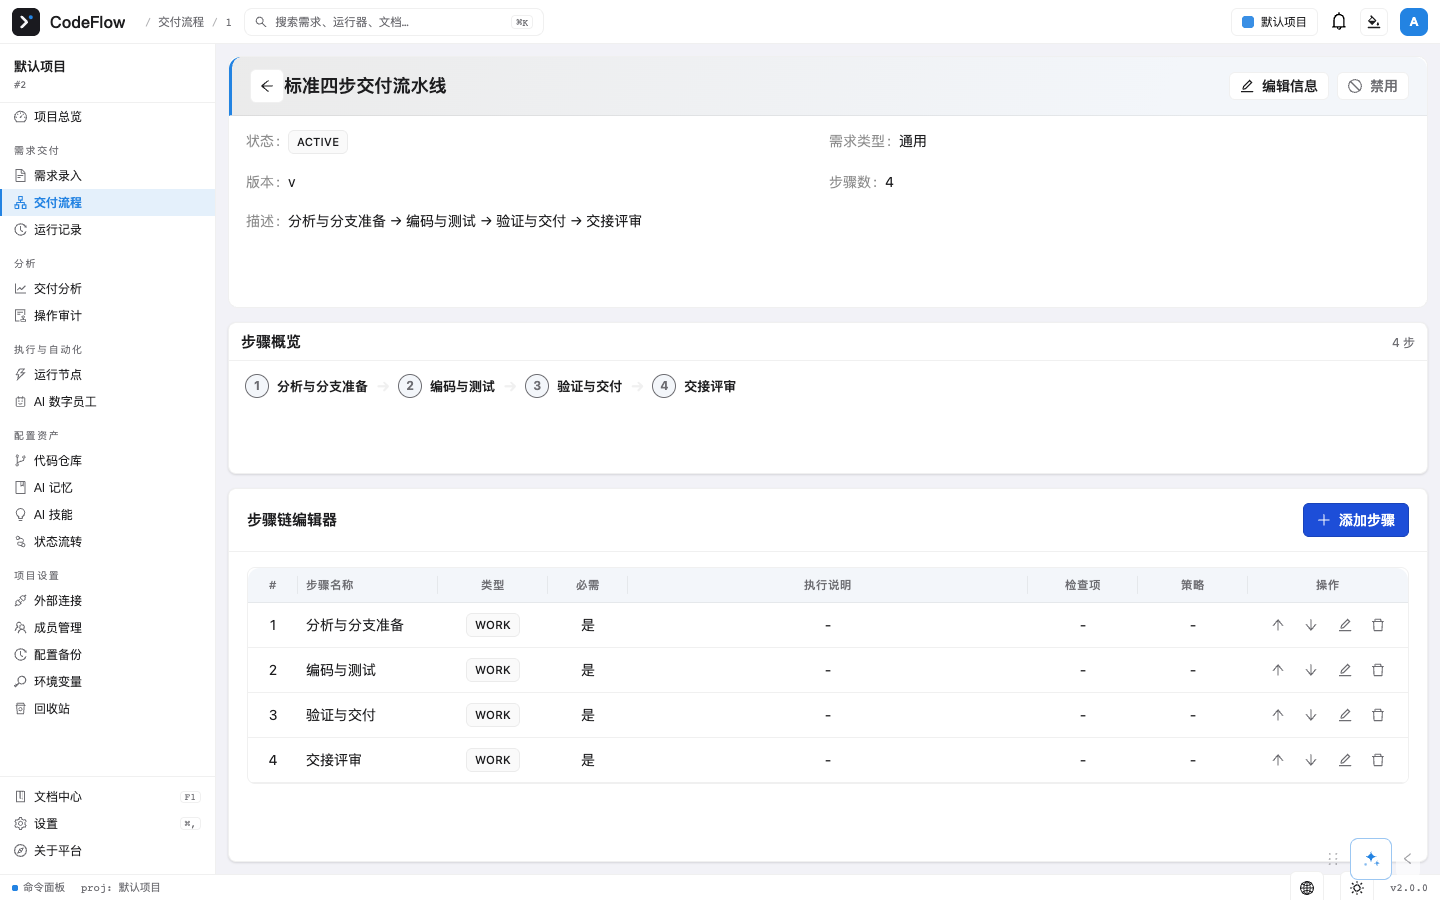 CodeFlow / 交付流程 / 1 搜索需求、运行器、文档... ⌘K 默认项目 A
默认项目
#2
项目总览
需求交付
需求录入
交付流程
运行记录
分析
交付分析
操作审计
执行与自动化
运行节点
AI 数字员工
配置资产
代码仓库
AI 记忆
AI 技能
状态流转
项目设置
外部连接
成员管理
配置备份
环境变量
回收站
文档中心 F1
设置 ⌘,
关于平台
标准四步交付流水线 编辑信息 禁用
状态: ACTIVE 需求类型: 通用
版本: v 步骤数: 4
描述: 分析与分支准备 → 编码与测试 → 验证与交付 → 交接评审
步骤概览 4 步
1 分析与分支准备 → 2 编码与测试 → 3 验证与交付 → 4 交接评审
步骤链编辑器 添加步骤
# 步骤名称 类型 必需 执行说明 检查项 策略 操作
1 分析与分支准备 WORK 是 - - -
2 编码与测试 WORK 是 - - -
3 验证与交付 WORK 是 - - -
4 交接评审 WORK 是 - - -
命令面板 proj: 默认项目 v2.0.0